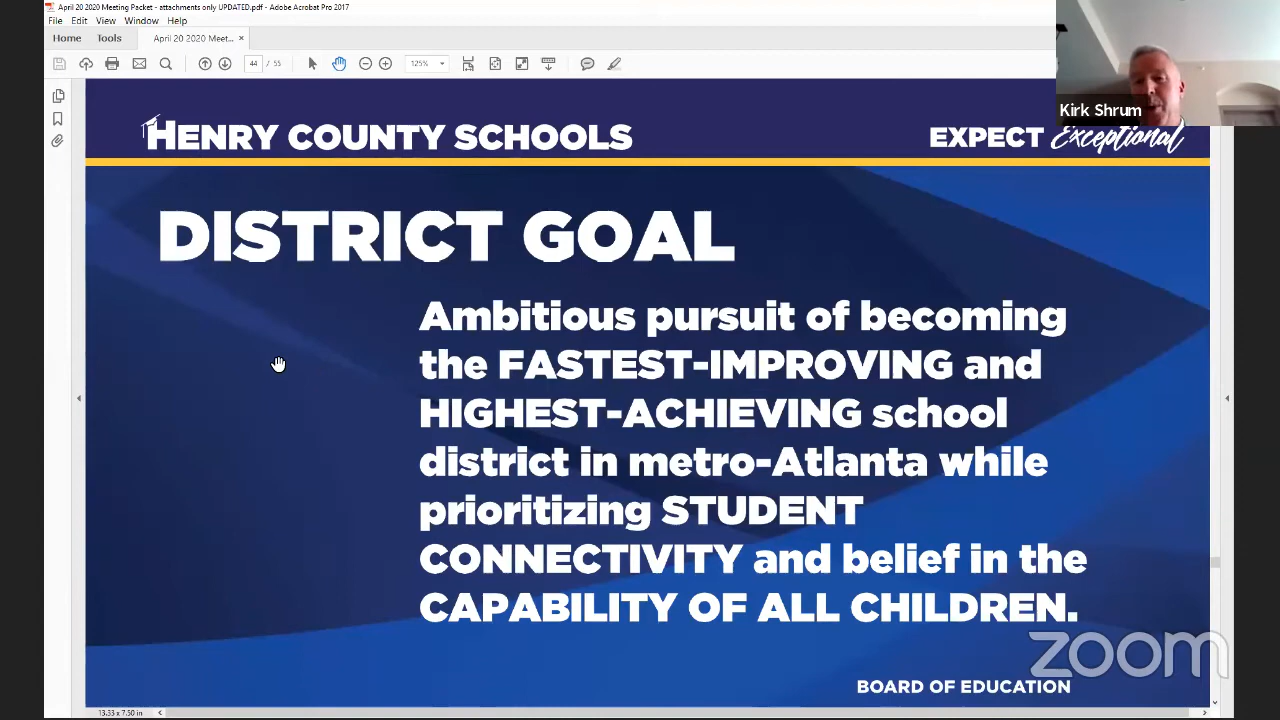 April 20 2020 Meeting Packet - attachments only UPDATED.pdf - Adobe Acrobat Pro 2017
File Edit View Window Help
Home Tools April 20 2020 Meet... ×
44 / 55 125%
Kirk Shrum
HENRY COUNTY SCHOOLS
EXPECT Exceptional
DISTRICT GOAL
Ambitious pursuit of becoming
the FASTEST-IMPROVING and
HIGHEST-ACHIEVING school
district in metro-Atlanta while
prioritizing STUDENT
CONNECTIVITY and belief in the
CAPABILITY OF ALL CHILDREN.
zoom
BOARD OF EDUCATION
13.33 x 7.50 in